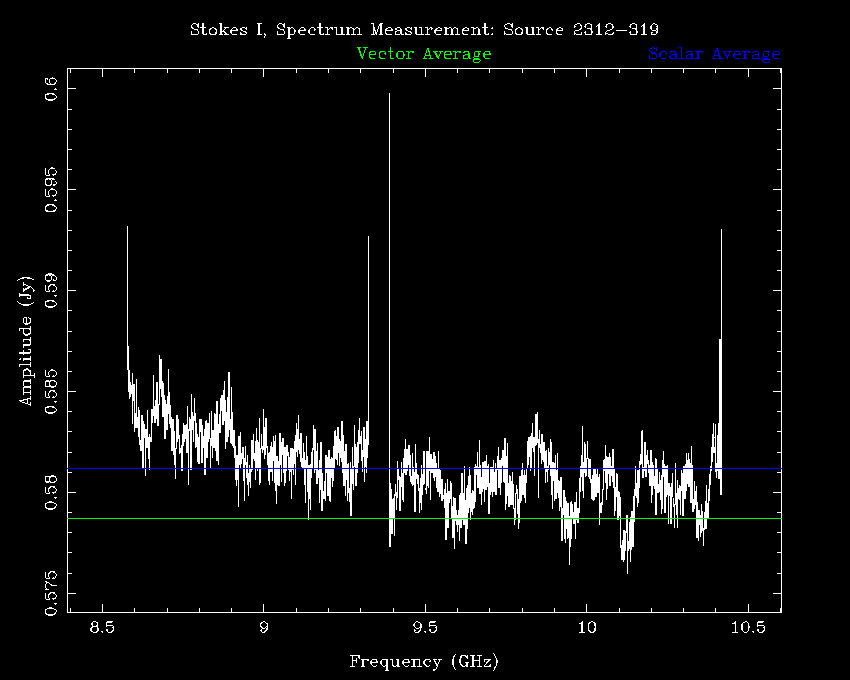 Stokes I, Spectrum Measurement: Source 2312-319
Vector Average Scalar Average
0.6
0.595
0.59
0.585
0.58
0.575
Amplitude (Jy)
8.5 9 9.5 10 10.5
Frequency (GHz)